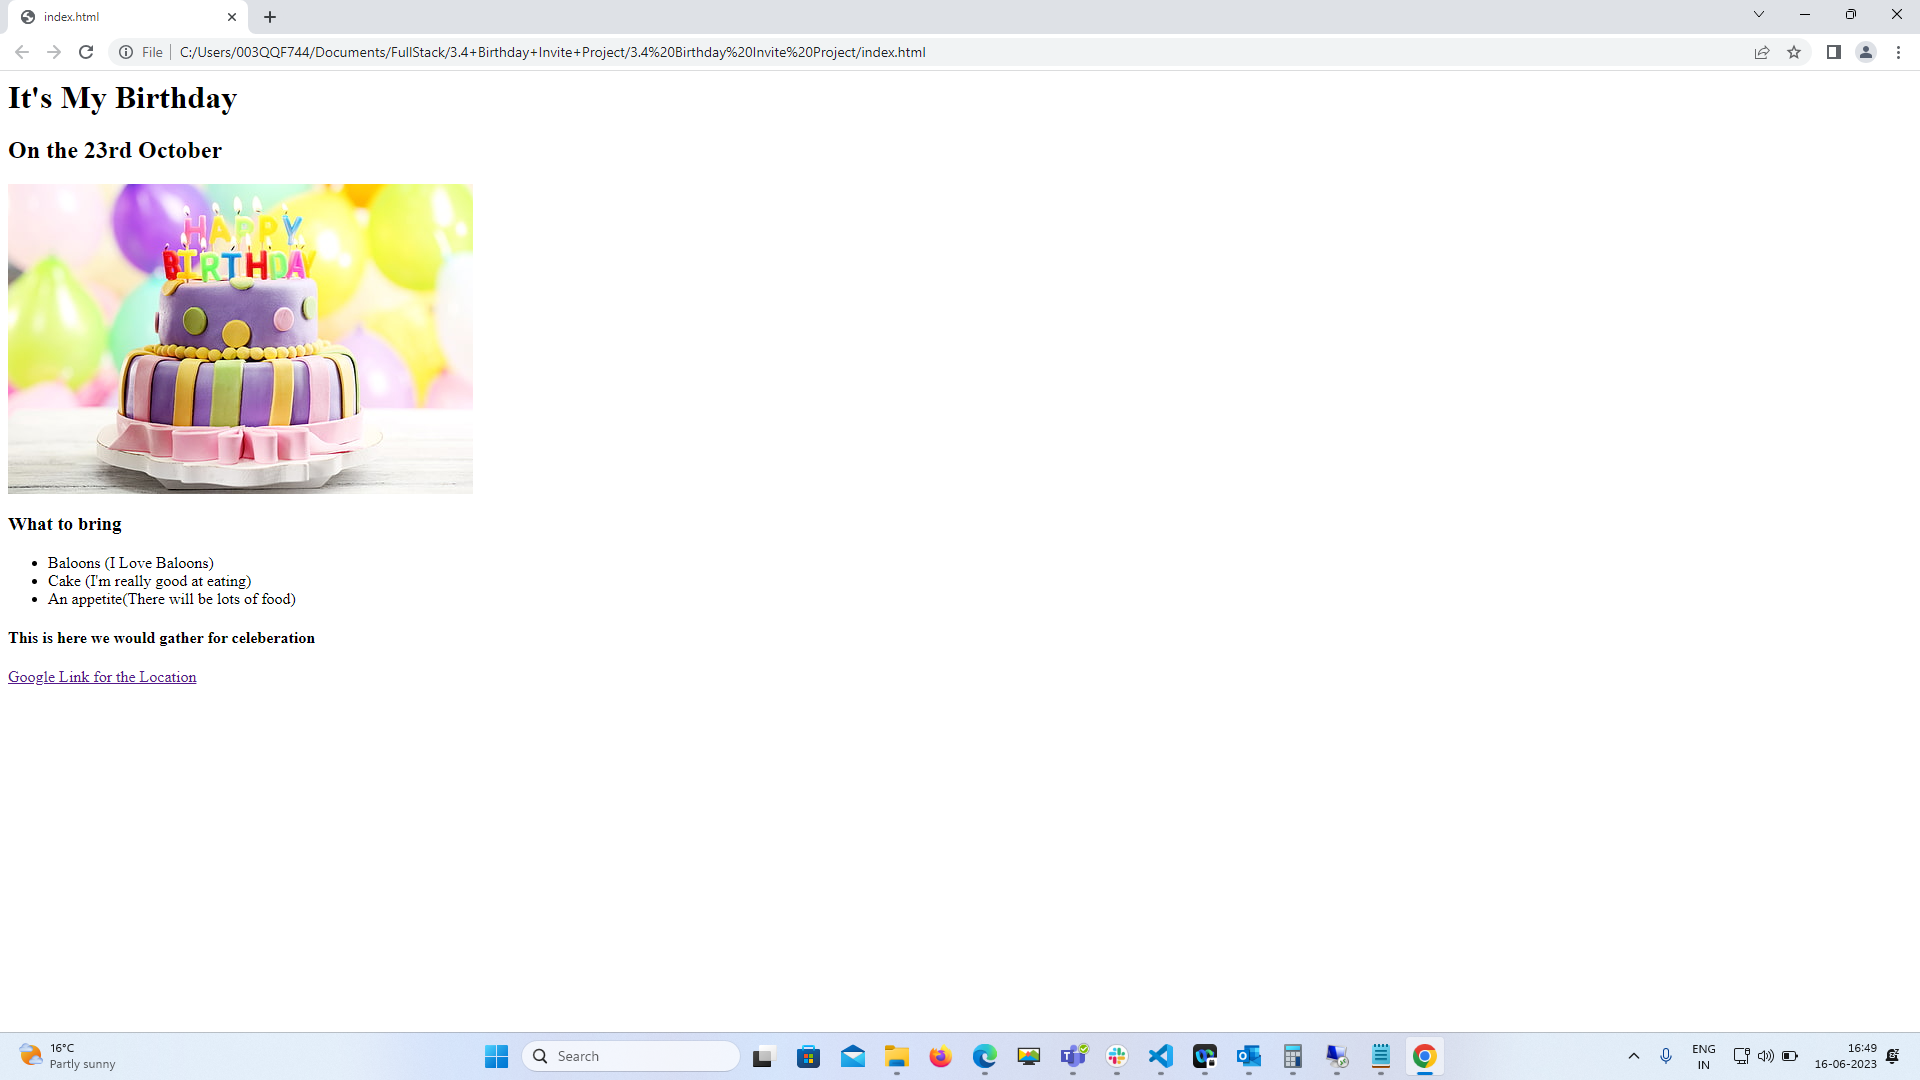 index.html
File
C:/Users/003QQF744/Documents/FullStack/3.4+Birthday+Invite+Project/3.4%20Birthday%20Invite%20Project/index.html
It's My Birthday
On the 23rd October
HAPPY
BIRTHDAY
What to bring
Baloons (I Love Baloons)
Cake (I'm really good at eating)
An appetite(There will be lots of food)
This is here we would gather for celeberation
Google Link for the Location
16°C
Partly sunny
Search
ENG
IN
16:49
16-06-2023